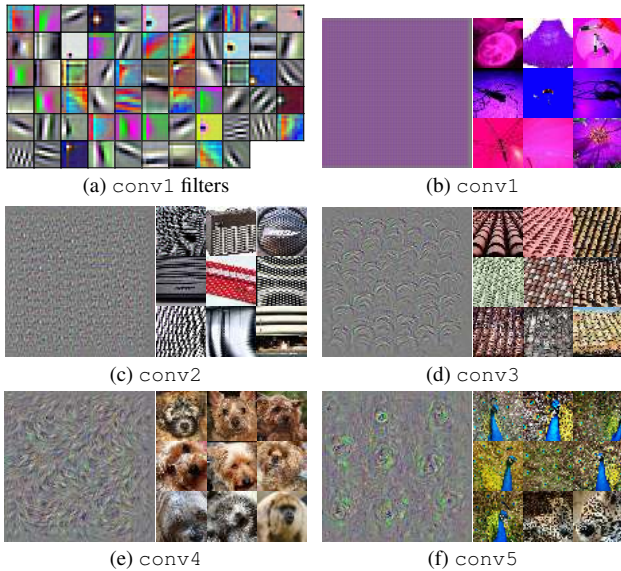 (a) conv1 filters
(b) conv1
(c) conv2
(d) conv3
(e) conv4
(f) conv5